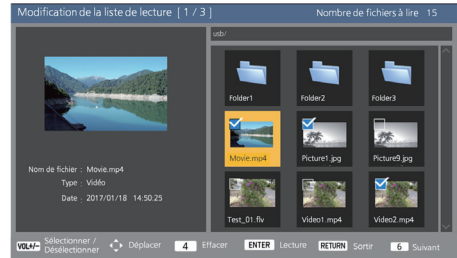 Modification de la liste de lecture [ 1 / 3 ]
Nombre de fichiers à lire 15
usb/
Folder1
Folder2
Folder3
Movie.mp4
Picture1.jpg
Picture9.jpg
Test_01.flv
Video1.mp4
Video2.mp4
Nom de fichier : Movie.mp4
Type : Vidéo
Date : 2017/01/18 14:50:25
VOL+/- Sélectionner /
Désélectionner
Déplacer
4 Effacer
ENTER Lecture
RETURN Sortir
6 Suivant